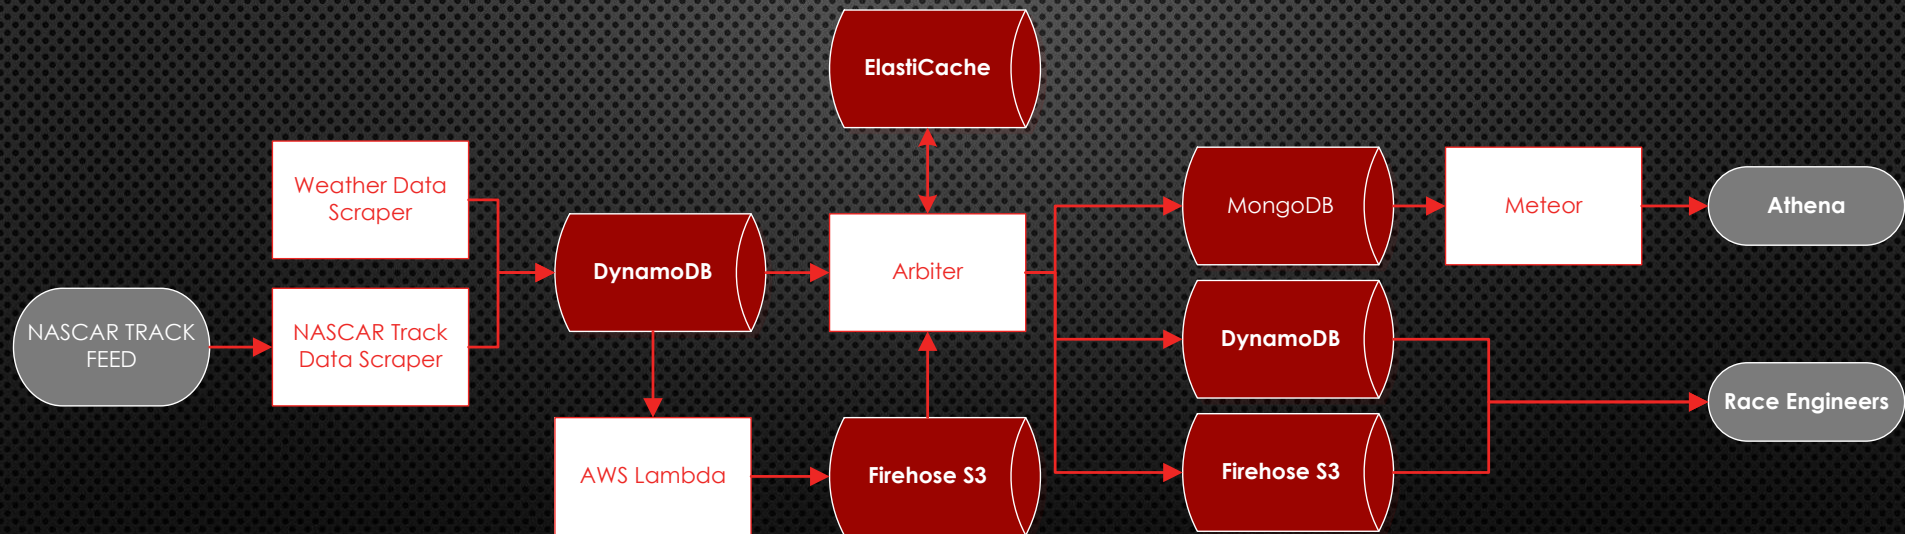 ElastiCache
Weather Data
Scraper
MongoDB
Meteor
Athena
DynamoDB
Arbiter
NASCAR TRACK
FEED
NASCAR Track
Data Scraper
DynamoDB
Race Engineers
AWS Lambda
Firehose S3
Firehose S3